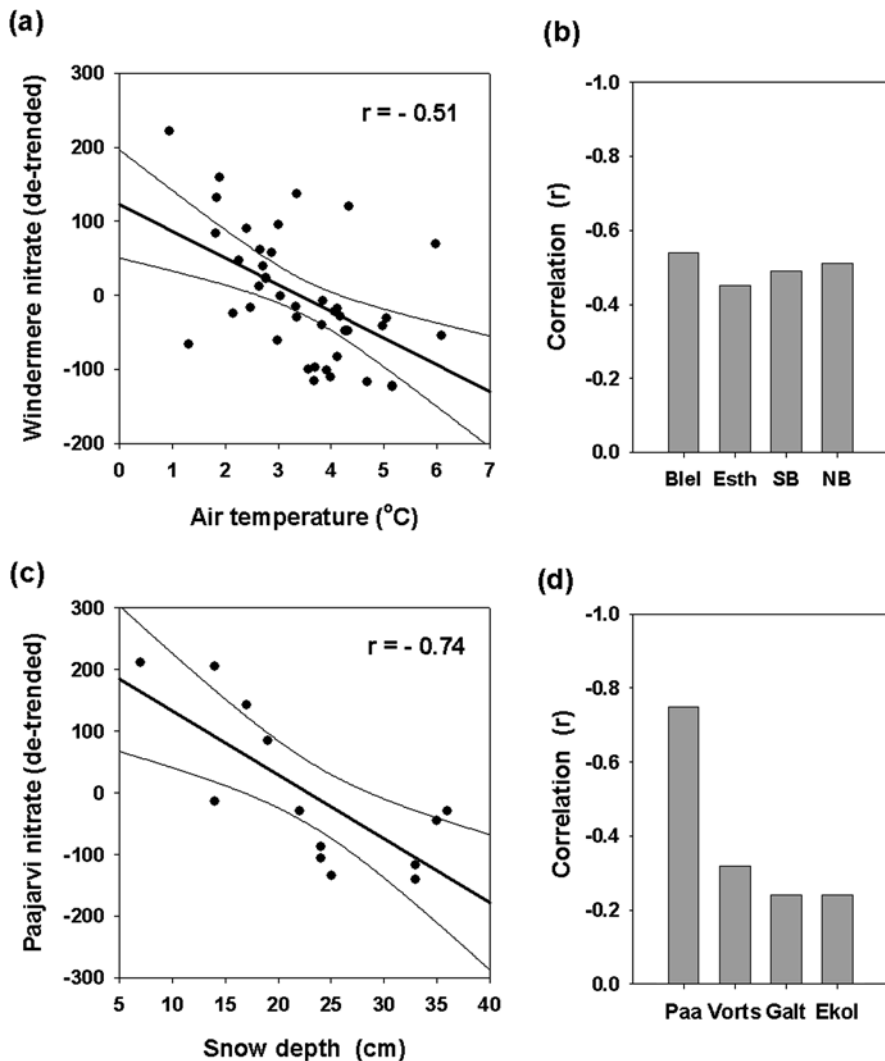 (a)
Windermere nitrate (de-trended)
300
200
100
0
-100
-200
r = - 0.51
0 1 2 3 4 5 6 7
Air temperature (°C)
(b)
Correlation (r)
-1.0
-0.8
-0.6
-0.4
-0.2
0.0
Blel Esth SB NB
(c)
Paajarvi nitrate (de-trended)
300
200
100
0
-100
-200
-300
r = - 0.74
5 10 15 20 25 30 35 40
Snow depth (cm)
(d)
Correlation (r)
-1.0
-0.8
-0.6
-0.4
-0.2
0.0
Paa Vorts Galt Ekol